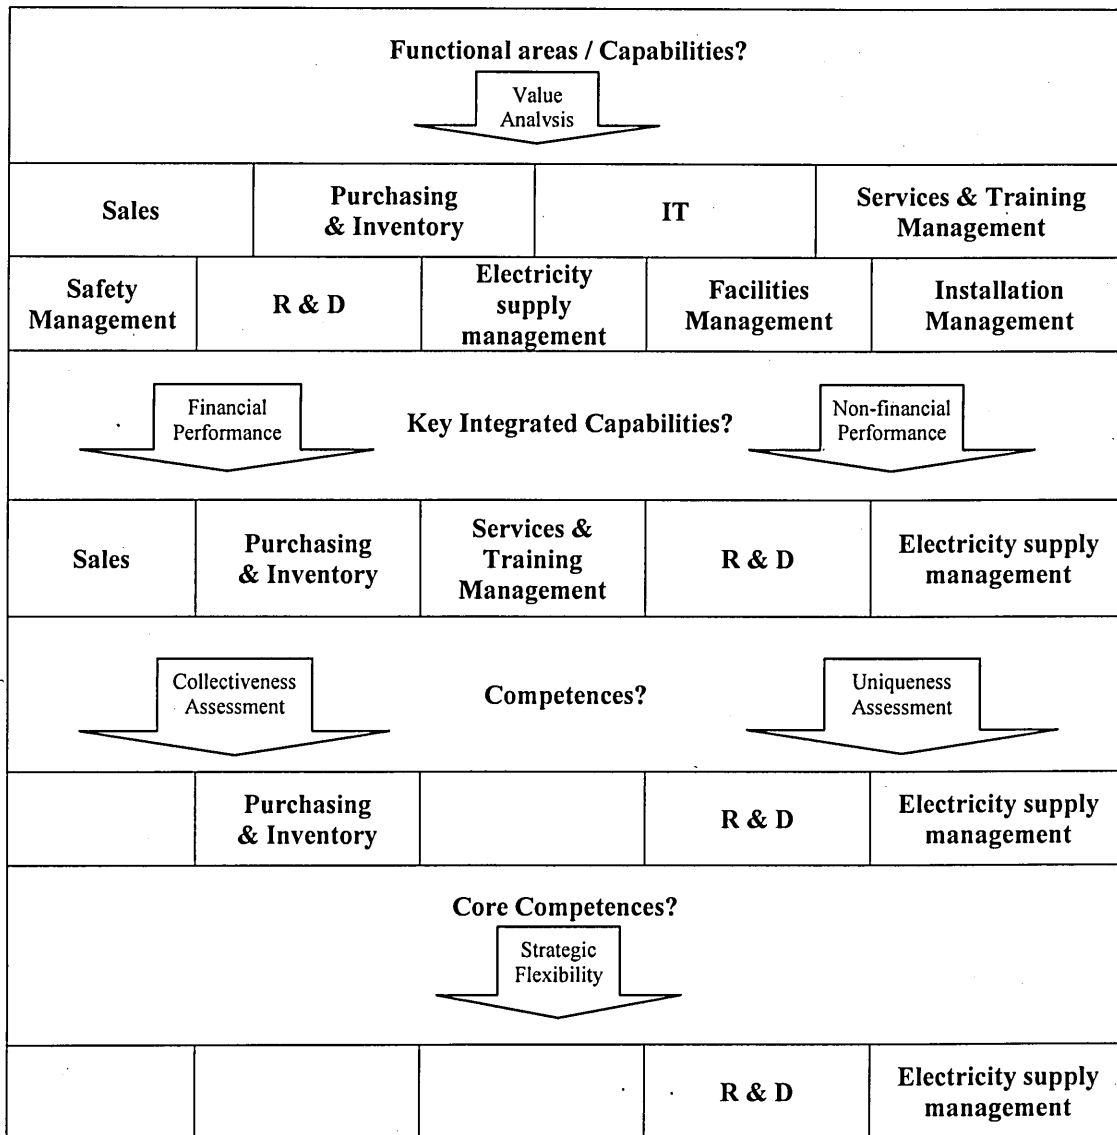 Functional areas / Capabilities?
Value
Analysis
Sales
Purchasing
& Inventory
IT
Services & Training
Management
Safety
Management
R & D
Electricity
supply
management
Facilities
Management
Installation
Management
Financial
Performance
Key Integrated Capabilities?
Non-financial
Performance
Sales
Purchasing
& Inventory
Services &
Training
Management
R & D
Electricity supply
management
Collectiveness
Assessment
Competences?
Uniqueness
Assessment
Purchasing
& Inventory
R & D
Electricity supply
management
Core Competences?
Strategic
Flexibility
R & D
Electricity supply
management